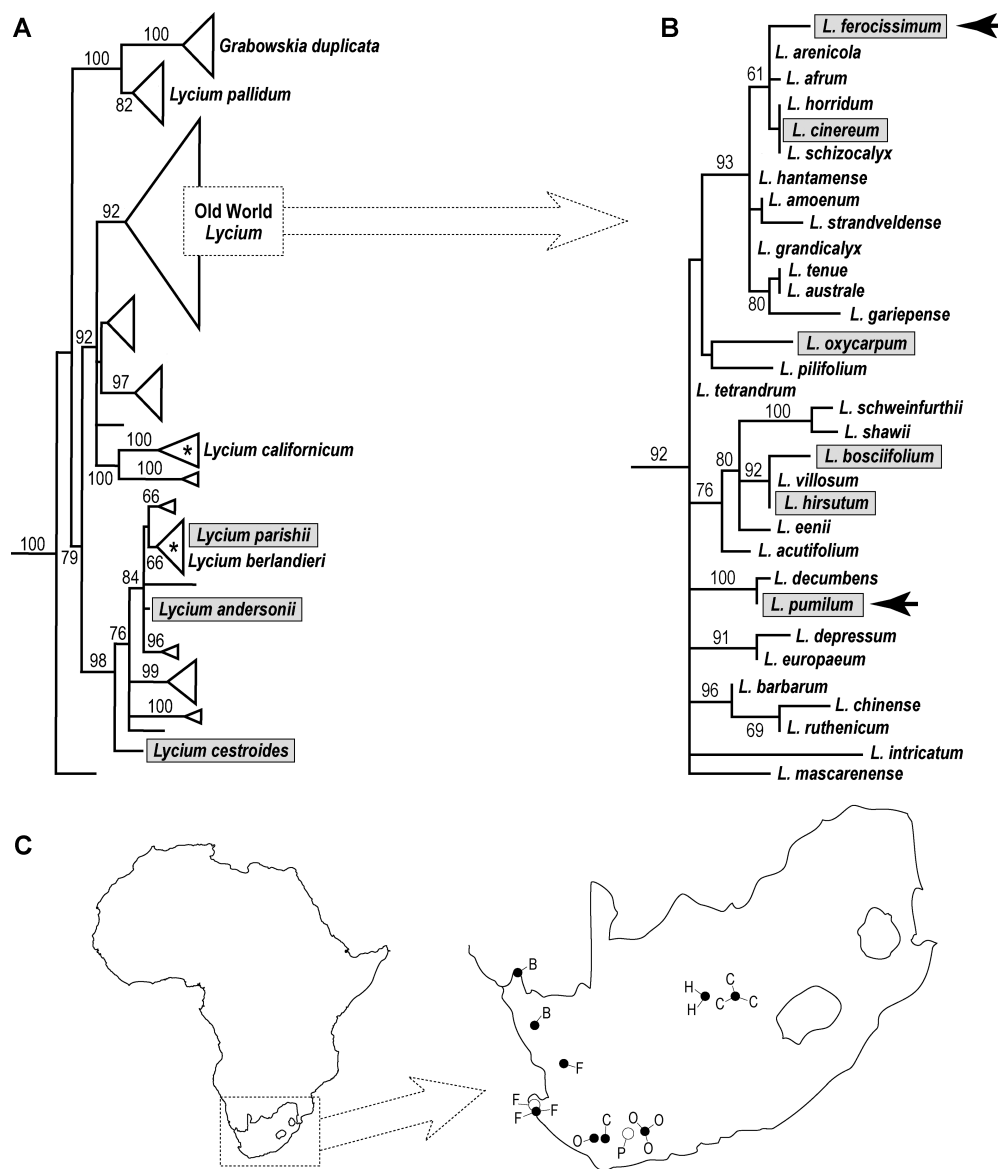 A
100
100
Grabowskia duplicata
82
Lycium pallidum
92
Old World
Lycium
92
97
100
*
Lycium californicum
100
100
66
*
Lycium parishii
66
Lycium berlandieri
100
79
84
Lycium andersonii
76
96
98
99
100
Lycium cestroides
B
L. ferocissimum
L. arenicola
61
L. afrum
L. horridum
L. cinereum
L. schizocalyx
93
L. hantamense
L. amoenum
L. strandveldense
L. grandicalyx
L. tenue
L. australe
80
L. gariepense
L. oxycarpum
L. pilifolium
L. tetrandrum
100
L. schweinfurthii
L. shawii
92
80
L. bosciifolium
92
L. villosum
76
L. hirsutum
L. eenii
L. acutifolium
100
L. decumbens
L. pumilum
91
L. depressum
L. europaeum
96
L. barbarum
L. chinense
69
L. ruthenicum
L. intricatum
L. mascarenense
C
B
B
H
H
C
C
C
F
F
F
F
O
C
P
O
O
O